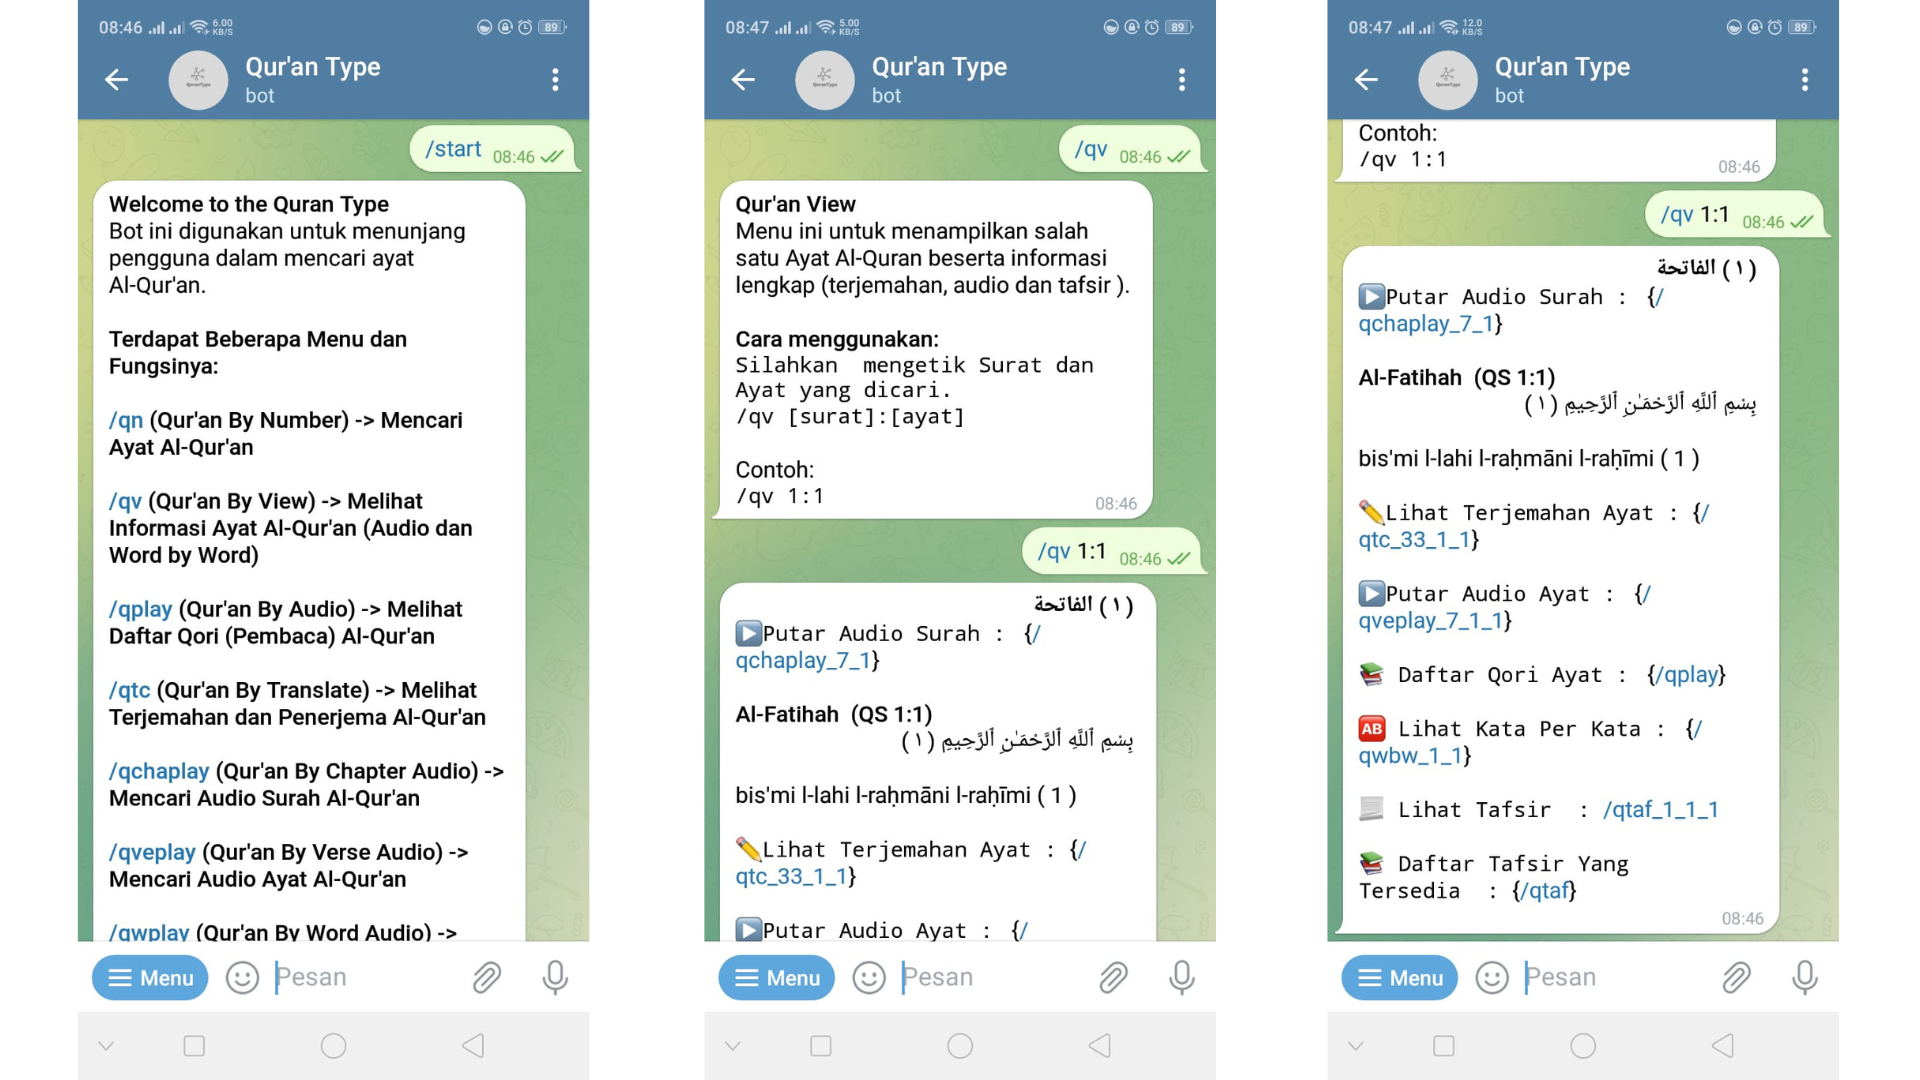 08:46 6.00 KB/S 89
Qur'an Type
bot
/start 08:46
Welcome to the Quran Type
Bot ini digunakan untuk menunjang
pengguna dalam mencari ayat
Al-Qur'an.
Terdapat Beberapa Menu dan
Fungsinya:
/qn (Qur'an By Number) -> Mencari
Ayat Al-Qur'an
/qv (Qur'an By View) -> Melihat
Informasi Ayat Al-Qur'an (Audio dan
Word by Word)
/qplay (Qur'an By Audio) -> Melihat
Daftar Qori (Pembaca) Al-Qur'an
/qtc (Qur'an By Translate) -> Melihat
Terjemahan dan Penerjema Al-Qur'an
/qchaplay (Qur'an By Chapter Audio) ->
Mencari Audio Surah Al-Qur'an
/qveplay (Qur'an By Verse Audio) ->
Mencari Audio Ayat Al-Qur'an
/qwplay (Qur'an By Word Audio) ->
Menu Pesan
08:47 5.00 KB/S 89
Qur'an Type
bot
/qv 08:46
Qur'an View
Menu ini untuk menampilkan salah
satu Ayat Al-Quran beserta informasi
lengkap (terjemahan, audio dan tafsir ).
Cara menggunakan:
Silahkan  mengetik Surat dan
Ayat yang dicari.
/qv [surat]:[ayat]
Contoh:
/qv 1:1
08:46
/qv 1:1 08:46
(١) الفاتحة
Putar Audio Surah : {/
qchaplay_7_1}
Al-Fatihah (QS 1:1)
بِسْمِ ٱللَّهِ ٱلرَّحْمَـٰنِ ٱلرَّحِيمِ (١)
bis'mi l-lahi l-raḥmāni l-raḥīmi ( 1 )
Lihat Terjemahan Ayat : {/
qtc_33_1_1}
Putar Audio Ayat : {/
Menu Pesan
08:47 12.0 KB/S 89
Qur'an Type
bot
Contoh:
/qv 1:1
08:46
/qv 1:1 08:46
(١) الفاتحة
Putar Audio Surah : {/
qchaplay_7_1}
Al-Fatihah (QS 1:1)
بِسْمِ ٱللَّهِ ٱلرَّحْمَـٰنِ ٱلرَّحِيمِ (١)
bis'mi l-lahi l-raḥmāni l-raḥīmi ( 1 )
Lihat Terjemahan Ayat : {/
qtc_33_1_1}
Putar Audio Ayat : {/
qveplay_7_1_1}
Daftar Qori Ayat : {/qplay}
AB Lihat Kata Per Kata : {/
qwbw_1_1}
Lihat Tafsir : /qtaf_1_1_1
Daftar Tafsir Yang
Tersedia : {/qtaf}
08:46
Menu Pesan